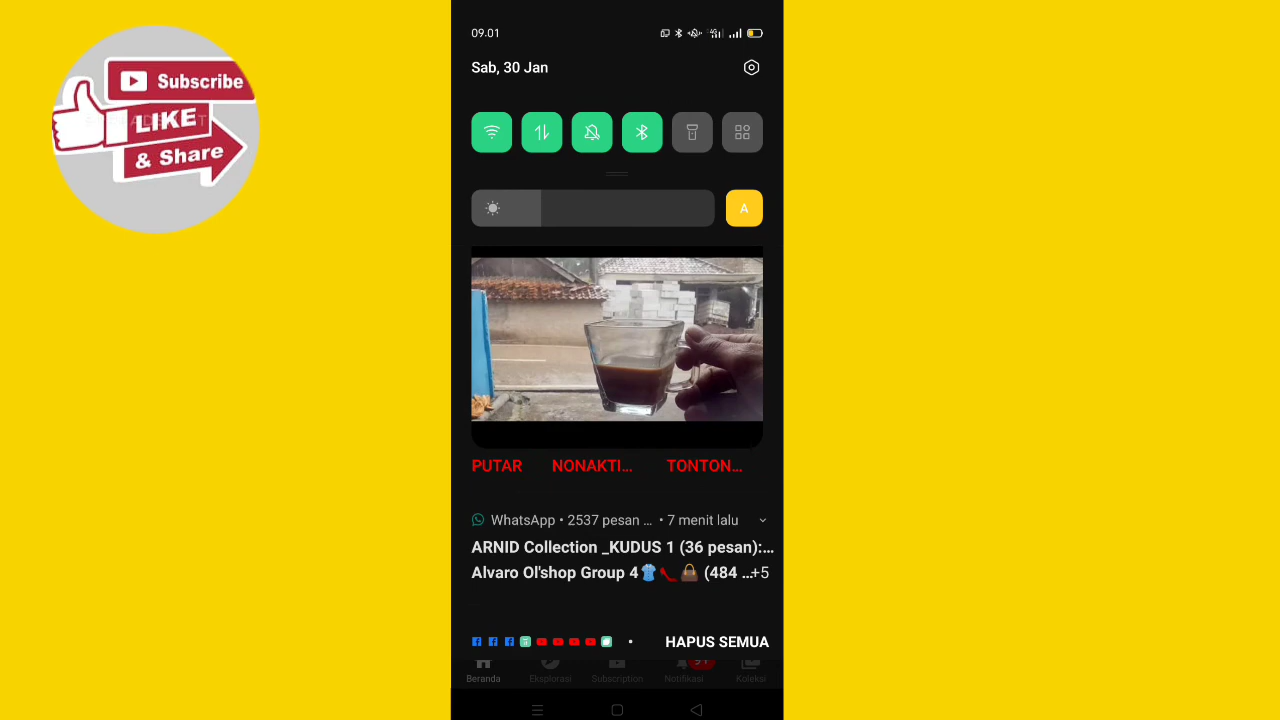 Subscribe
LIKE
& Share
09.01
Sab, 30 Jan
A
PUTAR NONAKTI... TONTON...
WhatsApp • 2537 pesan ... • 7 menit lalu
ARNID Collection _KUDUS 1 (36 pesan):...
Alvaro Ol'shop Group 4👕👠👜 (484 ...+5
HAPUS SEMUA
91
Beranda Eksplorasi Subscription Notifikasi Koleksi